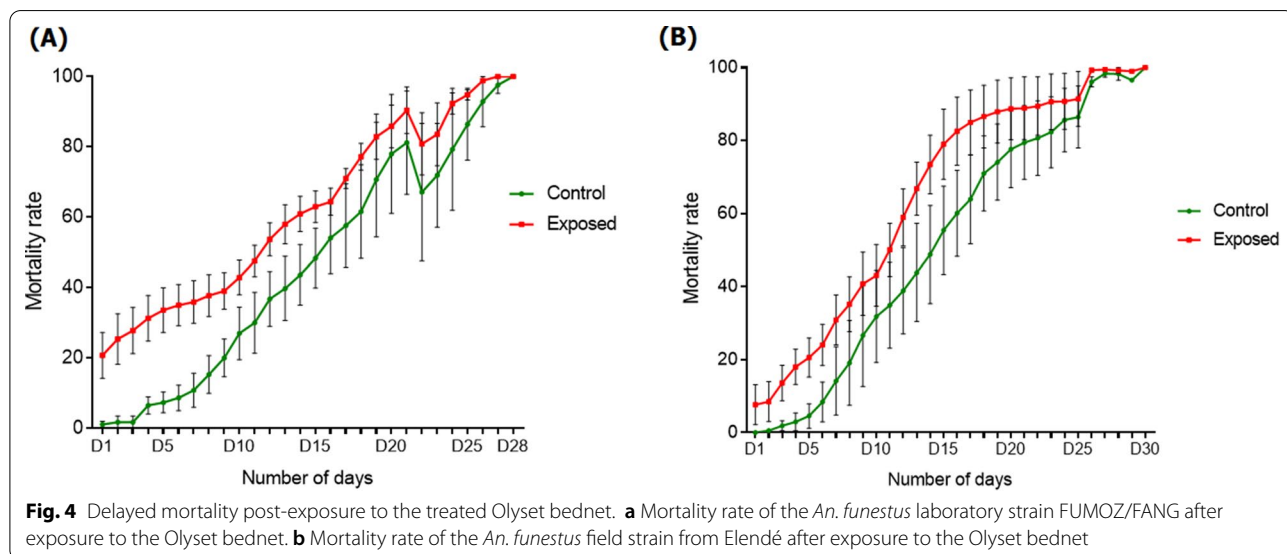 (A)
100
80
60
40
20
0
Mortality rate
D1 D5 D10 D15 D20 D25 D28
Number of days
Control
Exposed
(B)
100
80
60
40
20
0
Mortality rate
D1 D5 D10 D15 D20 D25 D30
Number of days
Control
Exposed
Fig. 4 Delayed mortality post-exposure to the treated Olyset bednet. a Mortality rate of the An. funestus laboratory strain FUMOZ/FANG after
exposure to the Olyset bednet. b Mortality rate of the An. funestus field strain from Elendé after exposure to the Olyset bednet